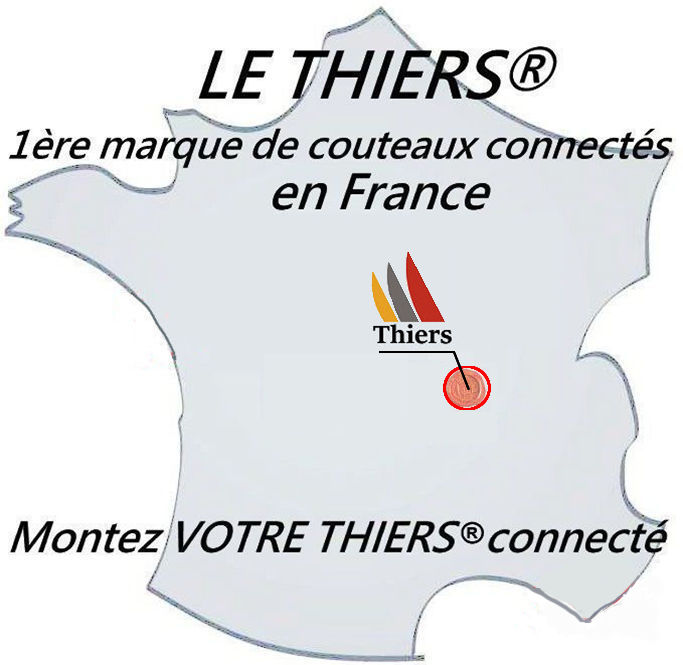 LE THIERS®
1ère marque de couteaux connectés
en France
Thiers
Montez VOTRE THIERS® connecté